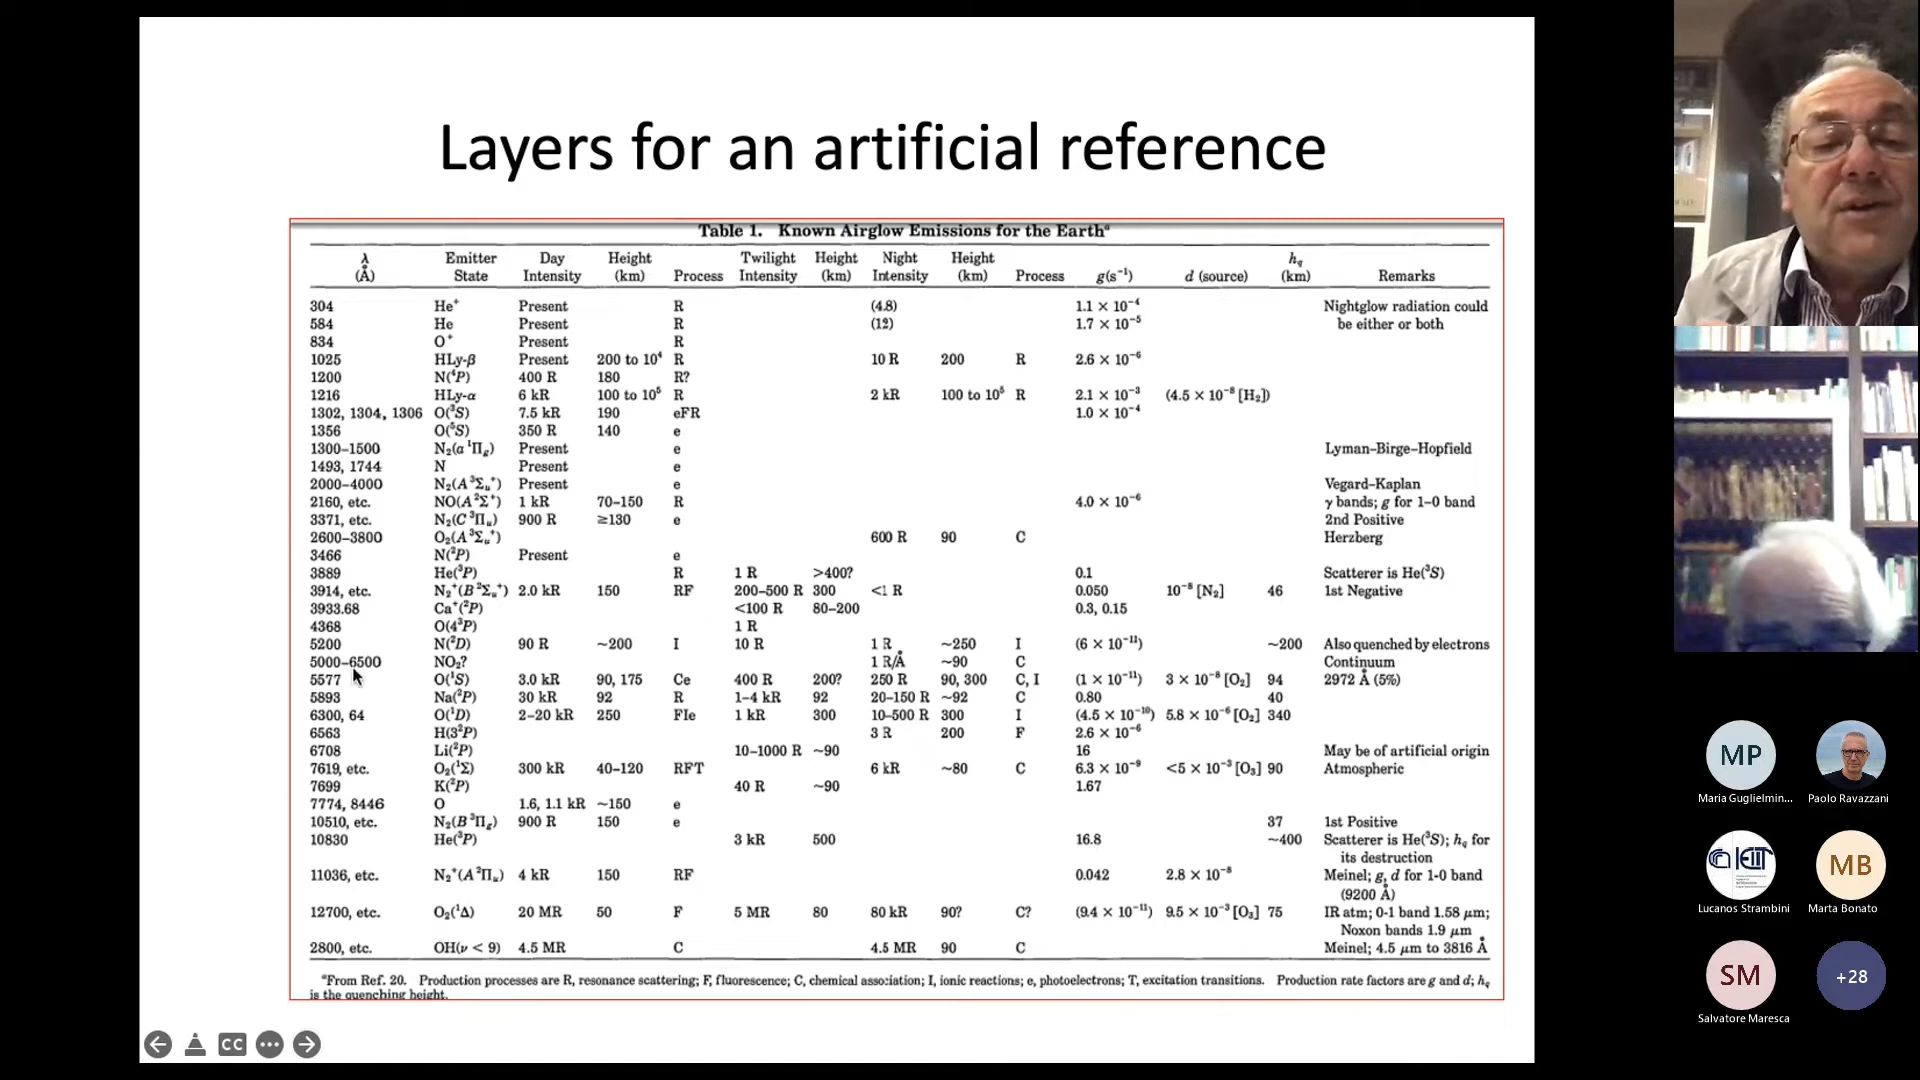 Layers for an artificial reference
Table 1. Known Airglow Emissions for the Earthᵃ
λ (Å) Emitter State Day Intensity Height (km) Process Twilight Intensity Height (km) Night Intensity Height (km) Process g(s⁻¹) d (source) h_q (km) Remarks
304 He⁺ Present R (4.8) 1.1 × 10⁻⁴ Nightglow radiation could
584 He Present R (12) 1.7 × 10⁻⁵ be either or both
834 O⁺ Present R
1025 HLy-β Present 200 to 10⁴ R 10 R 200 R 2.6 × 10⁻⁶
1200 N(⁴P) 400 R 180 R?
1216 HLy-α 6 kR 100 to 10⁵ R 2 kR 100 to 10⁵ R 2.1 × 10⁻³ (4.5 × 10⁻⁸ [H₂])
1302, 1304, 1306 O(³S) 7.5 kR 190 eFR 1.0 × 10⁻⁴
1356 O(⁵S) 350 R 140 e
1300–1500 N₂(a ¹Πg) Present e Lyman–Birge–Hopfield
1493, 1744 N Present e
2000–4000 N₂(A ³Σu⁺) Present e Vegard–Kaplan
2160, etc. NO(A ²Σ⁺) 1 kR 70–150 R 4.0 × 10⁻⁶ γ bands; g for 1–0 band
3371, etc. N₂(C ³Πu) 900 R ≥130 e 2nd Positive
2600–3800 O₂(A ³Σu⁺) 600 R 90 C Herzberg
3466 N(²P) Present e
3889 He(³P) R 1 R >400? 0.1 Scatterer is He(³S)
3914, etc. N₂⁺(B ²Σu⁺) 2.0 kR 150 RF 200–500 R 300 <1 R 0.050 10⁻⁸ [N₂] 46 1st Negative
3933.68 Ca⁺(²P) <100 R 80–200 0.3, 0.15
4368 O(4³P) 1 R
5200 N(²D) 90 R ~200 I 10 R 1 R ~250 I (6 × 10⁻¹¹) ~200 Also quenched by electrons
5000–6500 NO₂? 1 R/Å ~90 C Continuum
5577 O(¹S) 3.0 kR 90, 175 Ce 400 R 200? 250 R 90, 300 C, I (1 × 10⁻¹¹) 3 × 10⁻⁸ [O₂] 94 2972 Å (5%)
5893 Na(²P) 30 kR 92 R 1–4 kR 92 20–150 R ~92 C 0.80 40
6300, 64 O(¹D) 2–20 kR 250 FIe 1 kR 300 10–500 R 300 I (4.5 × 10⁻¹⁰) 5.8 × 10⁻⁶ [O₂] 340
6563 H(3²P) 3 R 200 F 2.6 × 10⁻⁶
6708 Li(²P) 10–1000 R ~90 16 May be of artificial origin
7619, etc. O₂(¹Σ) 300 kR 40–120 RFT 6 kR ~80 C 6.3 × 10⁻⁹ <5 × 10⁻³ [O₃] 90 Atmospheric
7699 K(²P) 40 R ~90 1.67
7774, 8446 O 1.6, 1.1 kR ~150 e
10510, etc. N₂(B ³Πg) 900 R 150 e 37 1st Positive
10830 He(³P) 3 kR 500 16.8 ~400 Scatterer is He(³S); h_q for
its destruction
11036, etc. N₂⁺(A ²Πu) 4 kR 150 RF 0.042 2.8 × 10⁻⁸ Meinel; g, d for 1-0 band
(9200 Å)
12700, etc. O₂(¹Δ) 20 MR 50 F 5 MR 80 80 kR 90? C? (9.4 × 10⁻¹¹) 9.5 × 10⁻³ [O₃] 75 IR atm; 0-1 band 1.58 μm;
Noxon bands 1.9 μm
2800, etc. OH(ν < 9) 4.5 MR C 4.5 MR 90 C Meinel; 4.5 μm to 3816 Å
ᵃFrom Ref. 20. Production processes are R, resonance scattering; F, fluorescence; C, chemical association; I, ionic reactions; e, photoelectrons; T, excitation transitions. Production rate factors are g and d; h_q
is the quenching height.
CC
MP
Maria Guglielmin...
Paolo Ravazzani
IEIIT
Lucanos Strambini
MB
Marta Bonato
SM
Salvatore Maresca
+28